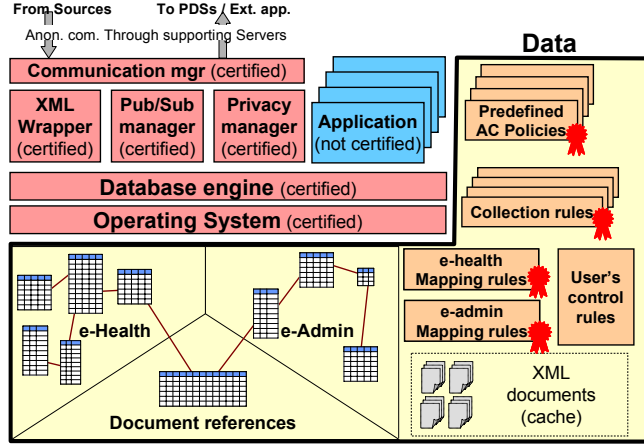 From Sources
To PDSs / Ext. app.
Anon. com. Through supporting Servers
Data
Communication mgr (certified)
XML
Wrapper
(certified)
Pub/Sub
manager
(certified)
Privacy
manager
(certified)
Application
(not certified)
Predefined
AC Policies
Database engine (certified)
Operating System (certified)
Collection rules
e-health
Mapping rules
e-admin
Mapping rules
User's
control
rules
e-Health
e-Admin
Document references
XML
documents
(cache)